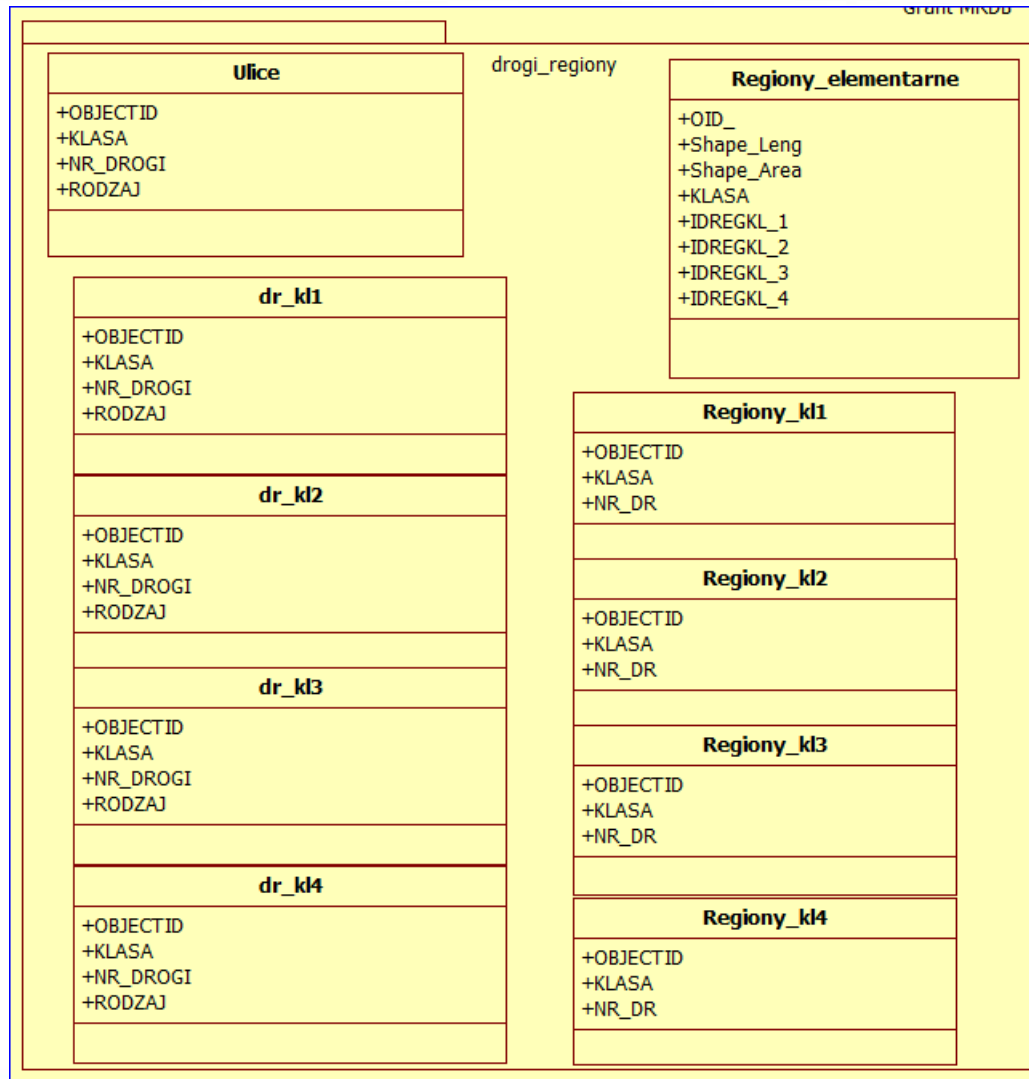 Grant MRDB
drogi_regiony
Ulice
+OBJECTID
+KLASA
+NR_DROGI
+RODZAJ
Regiony_elementarne
+OID_
+Shape_Leng
+Shape_Area
+KLASA
+IDREGKL_1
+IDREGKL_2
+IDREGKL_3
+IDREGKL_4
dr_kl1
+OBJECTID
+KLASA
+NR_DROGI
+RODZAJ
dr_kl2
+OBJECTID
+KLASA
+NR_DROGI
+RODZAJ
dr_kl3
+OBJECTID
+KLASA
+NR_DROGI
+RODZAJ
dr_kl4
+OBJECTID
+KLASA
+NR_DROGI
+RODZAJ
Regiony_kl1
+OBJECTID
+KLASA
+NR_DR
Regiony_kl2
+OBJECTID
+KLASA
+NR_DR
Regiony_kl3
+OBJECTID
+KLASA
+NR_DR
Regiony_kl4
+OBJECTID
+KLASA
+NR_DR